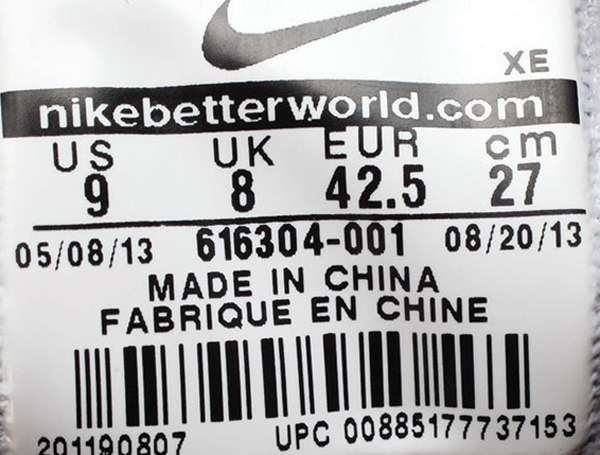 XE
nikebetterworld.com
US UK EUR cm
9 8 42.5 27
05/08/13 616304-001 08/20/13
MADE IN CHINA
FABRIQUE EN CHINE
201190807 UPC 00885177737153